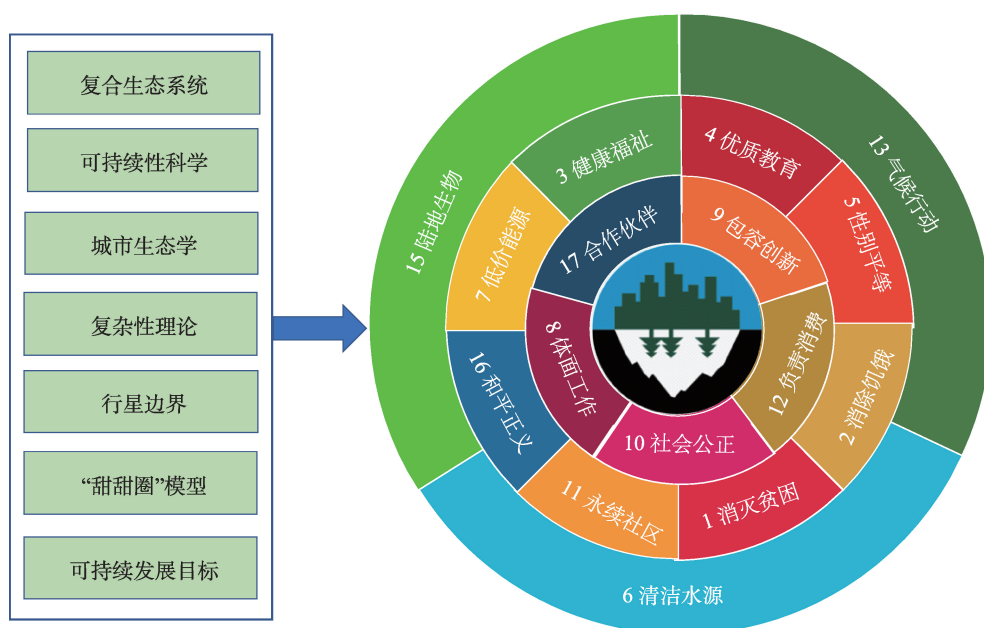 复合生态系统
可持续性科学
城市生态学
复杂性理论
行星边界
“甜甜圈”模型
可持续发展目标
15 陆地生物
13 气候行动
6 清洁水源
3 健康福祉
4 优质教育
5 性别平等
2 消除饥饿
1 消灭贫困
11 永续社区
16 和平正义
7 低价能源
17 合作伙伴
9 包容创新
12 负责消费
10 社会公正
8 体面工作